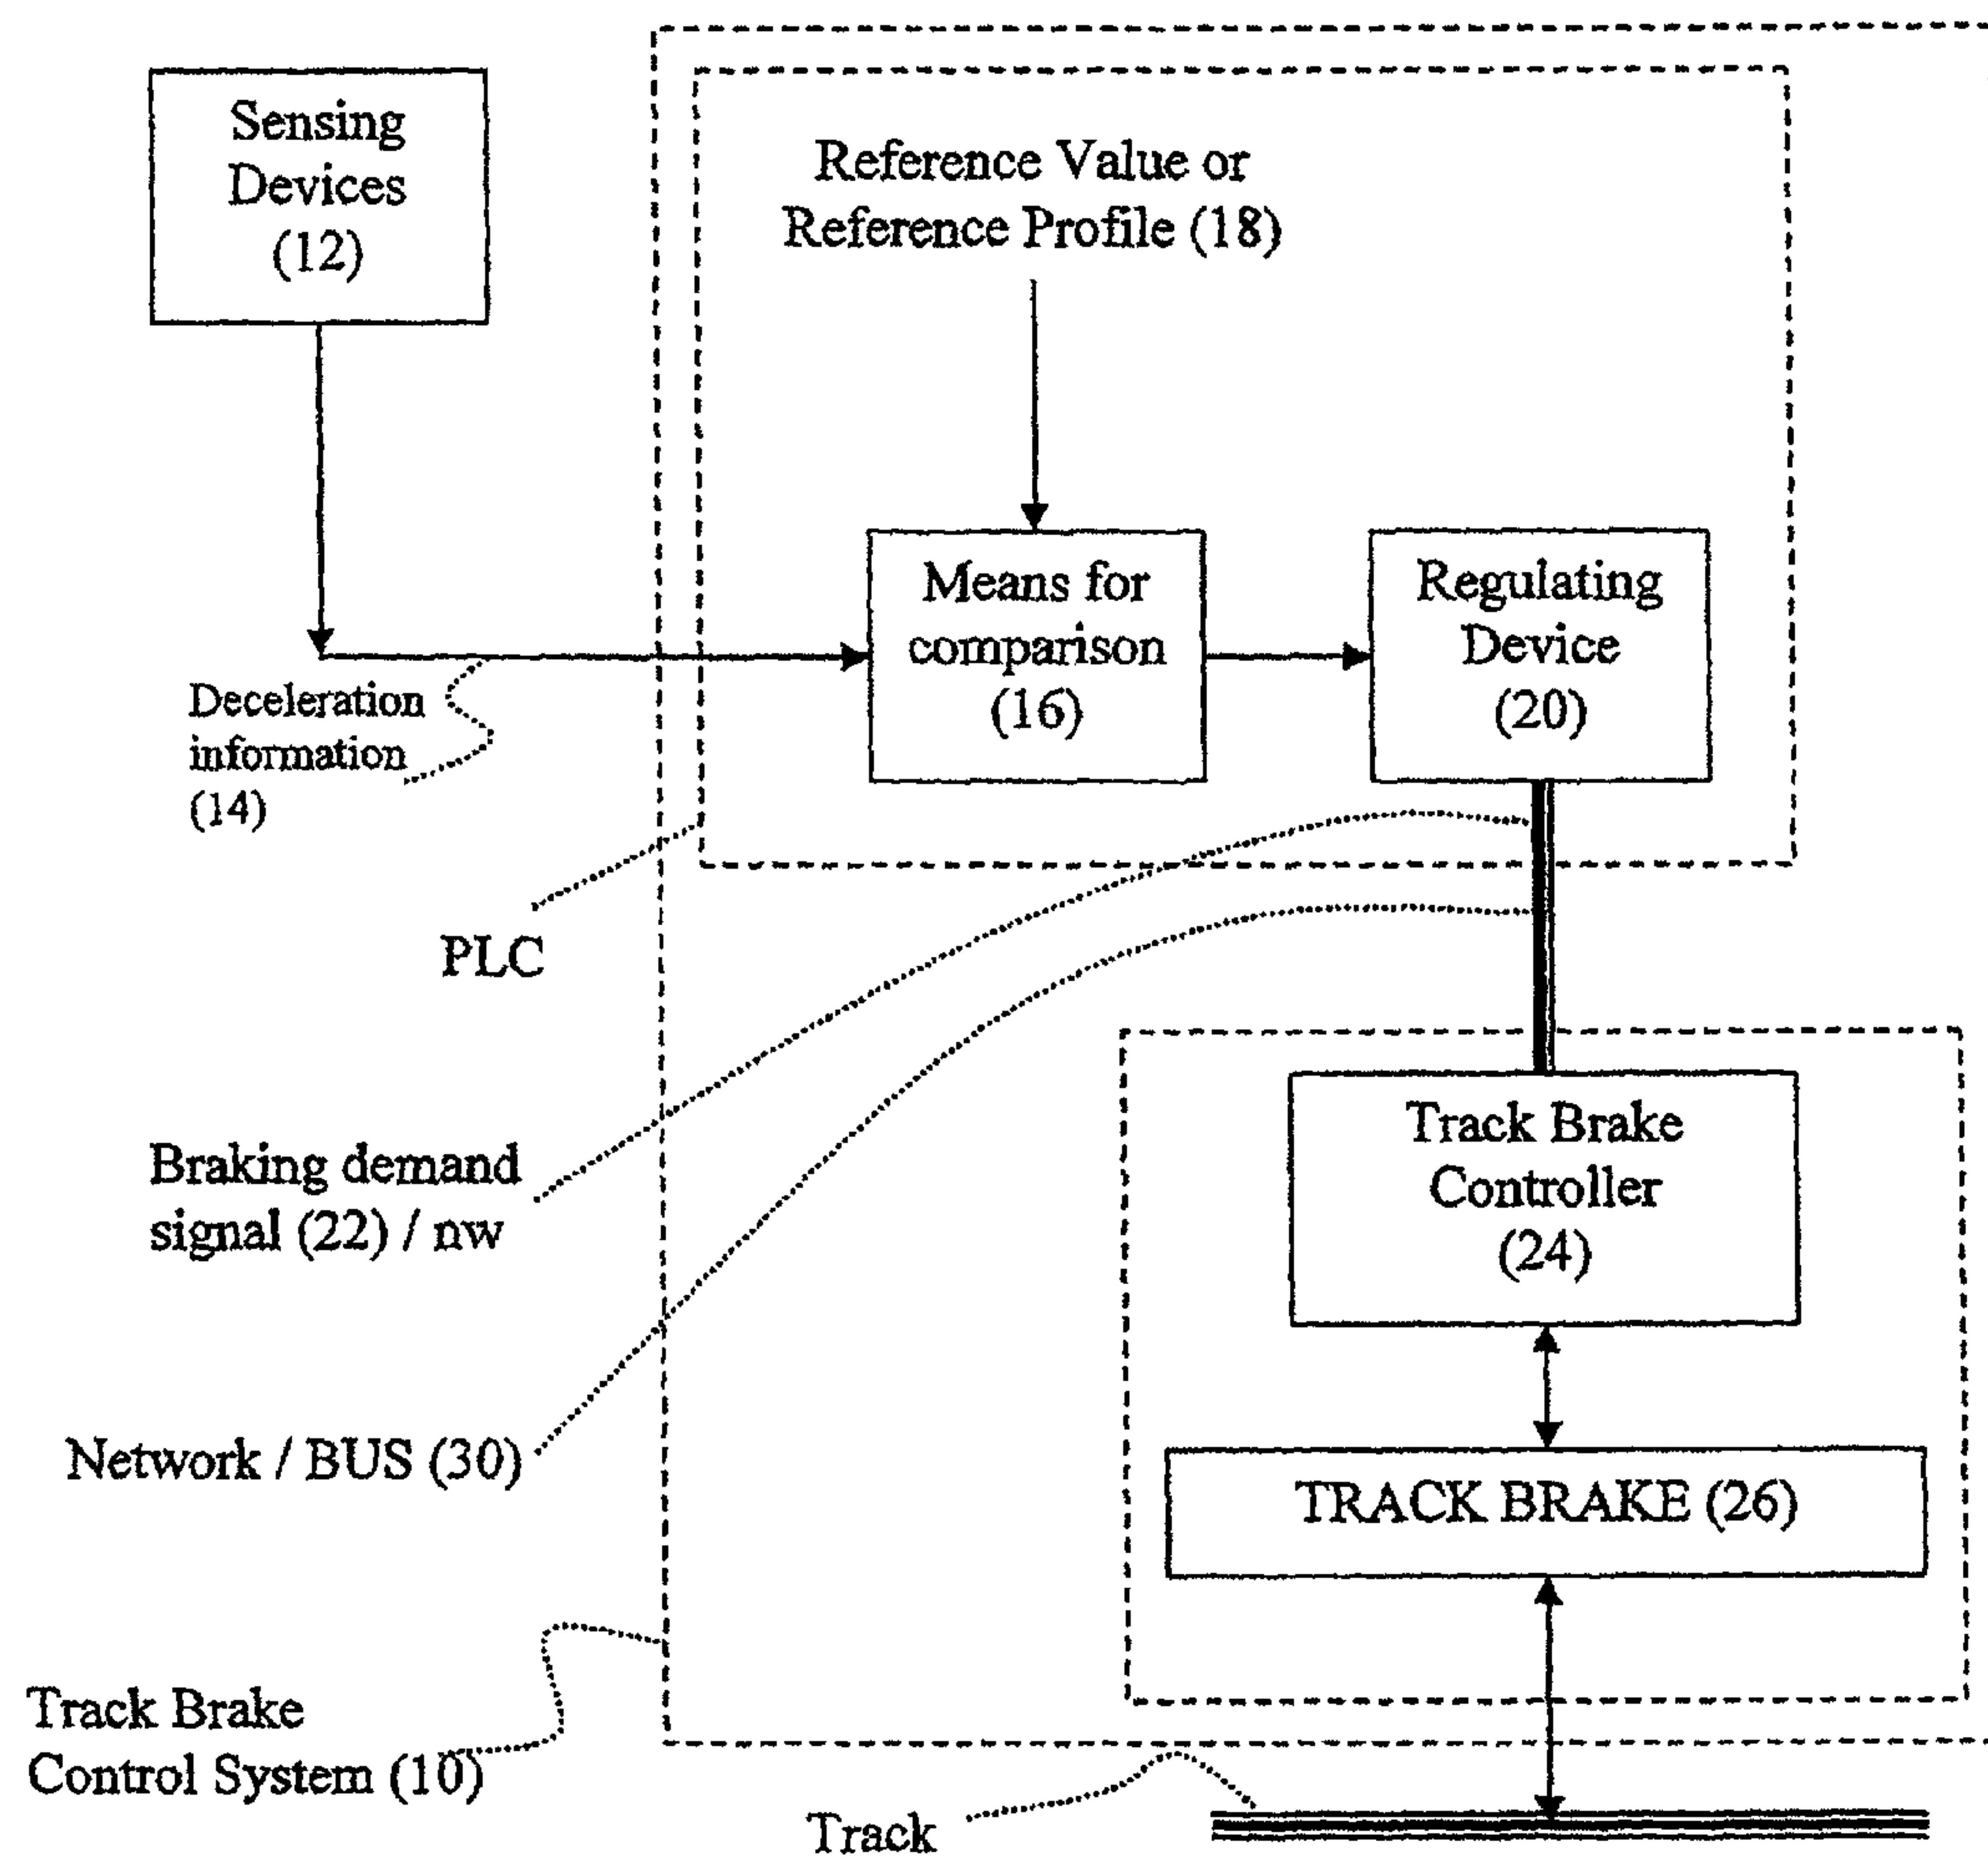 Sensing
Devices
(12)
Reference Value or
Reference Profile (18)
Means for
comparison
(16)
Regulating
Device
(20)
Deceleration
information
(14)
PLC
Braking demand
signal (22) / nw
Track Brake
Controller
(24)
Network / BUS (30)
TRACK BRAKE (26)
Track Brake
Control System (10)
Track